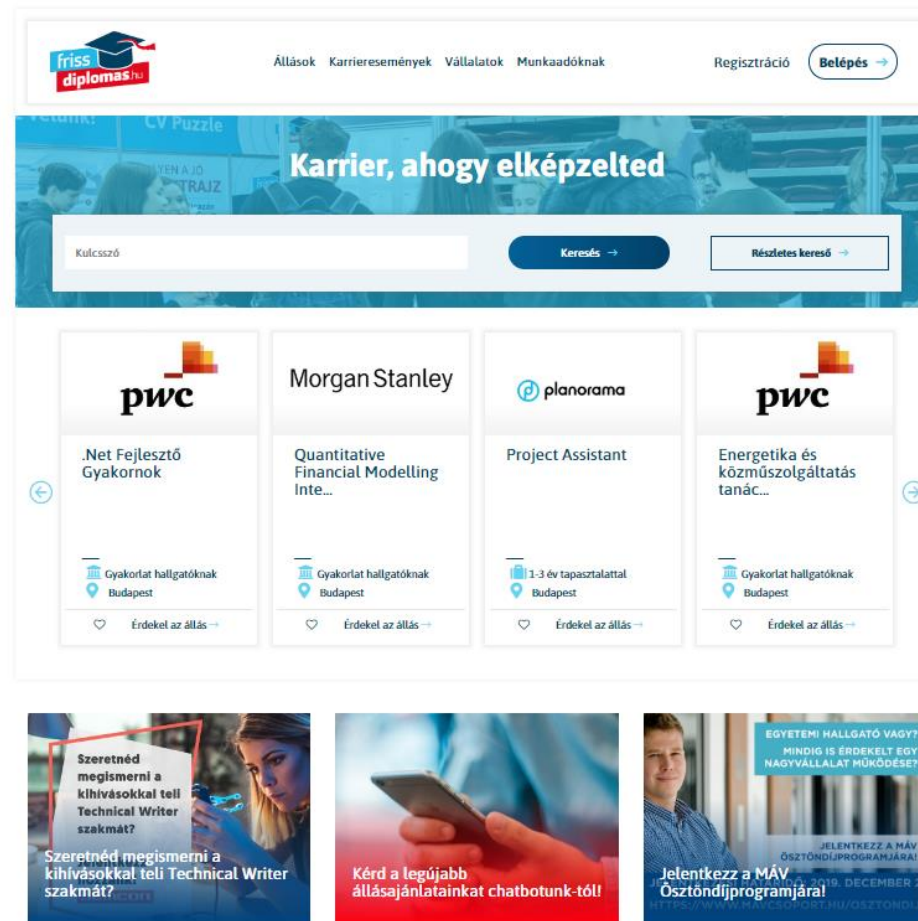 friss
diplomas.hu
Állások Karrieresemények Vállalatok Munkaadóknak
Regisztráció
Belépés →
CV Puzzle
Karrier, ahogy elképzelted
Kulcsszó
Keresés →
Részletes kereső →
pwc
.Net Fejlesztő
Gyakornok
Gyakorlat hallgatóknak
Budapest
Érdekel az állás →
Morgan Stanley
Quantitative
Financial Modelling
Inte...
Gyakorlat hallgatóknak
Budapest
Érdekel az állás →
planorama
Project Assistant
1-3 év tapasztalattal
Budapest
Érdekel az állás →
pwc
Energetika és
közműszolgáltatás
tanác...
Gyakorlat hallgatóknak
Budapest
Érdekel az állás →
Szeretnéd
megismerni a
kihívásokkal teli
Technical Writer
szakmát?
Szeretnéd megismerni a
kihívásokkal teli Technical Writer
szakmát?
Kérd a legújabb
állásajánlatainkat chatbotunk-tól!
EGYETEMI HALLGATÓ VAGY?
MINDIG IS ÉRDEKELT EGY
NAGYVÁLLALAT MŰKÖDÉSE?
JELENTKEZZ A MÁV
ÖSZTÖNDÍJPROGRAMJÁRA!
Jelentkezz a MÁV
Ösztöndíjprogramjára!
2019. DECEMBER
HTTPS://WWW.MAVCSOPORT.HU/OSZTONDI